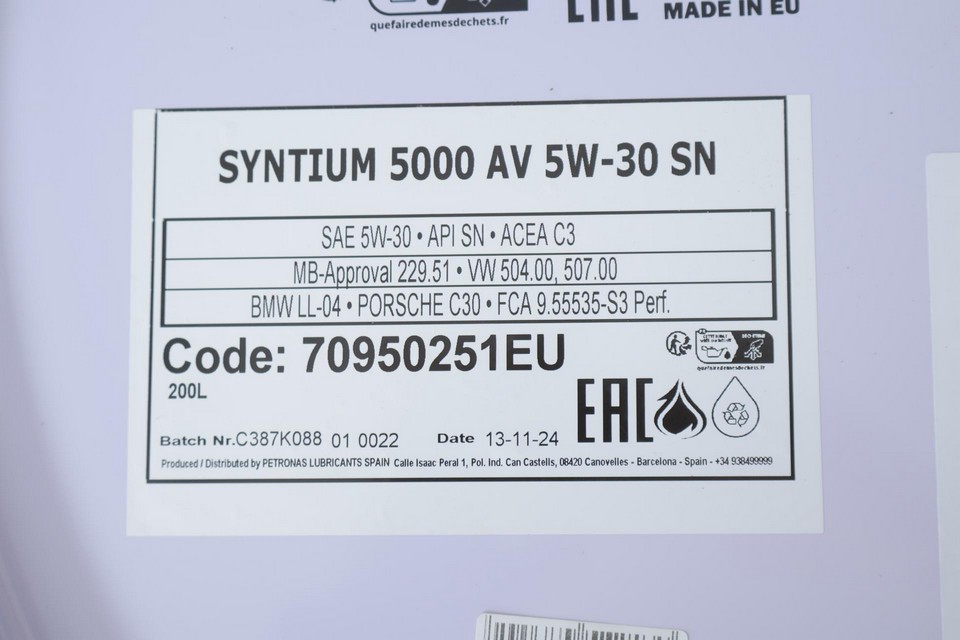 quefairedemesdechets.fr
EAC
MADE IN EU
SYNTIUM 5000 AV 5W-30 SN
SAE 5W-30 • API SN • ACEA C3
MB-Approval 229.51 • VW 504.00, 507.00
BMW LL-04 • PORSCHE C30 • FCA 9.55535-S3 Perf.
Code: 70950251EU
200L
quefairedemesdechets.fr
EAC
Batch Nr.C387K088 01 0022 Date 13-11-24
Produced / Distributed by PETRONAS LUBRICANTS SPAIN Calle Isaac Peral 1, Pol. Ind. Can Castells, 08420 Canovelles - Barcelona - Spain - +34 938499999